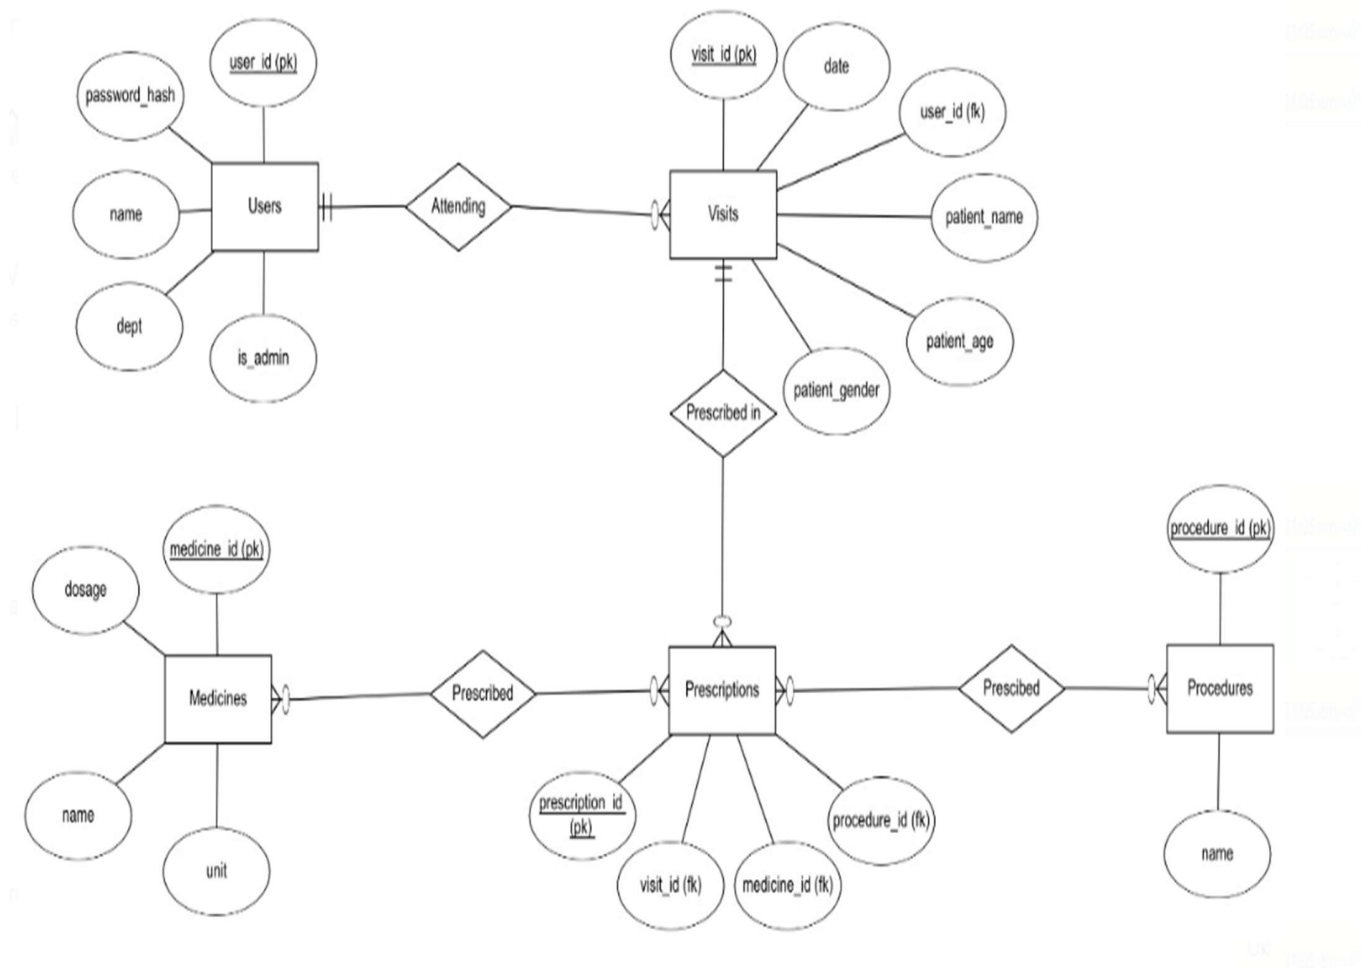 user_id (pk)
password_hash
name
Users
dept
is_admin
Attending
visit_id (pk)
date
user_id (fk)
Visits
patient_name
patient_age
patient_gender
Prescribed in
medicine_id (pk)
dosage
Medicines
name
unit
Prescribed
Prescriptions
prescription_id
(pk)
visit_id (fk)
medicine_id (fk)
procedure_id (fk)
Prescibed
procedure_id (pk)
Procedures
name